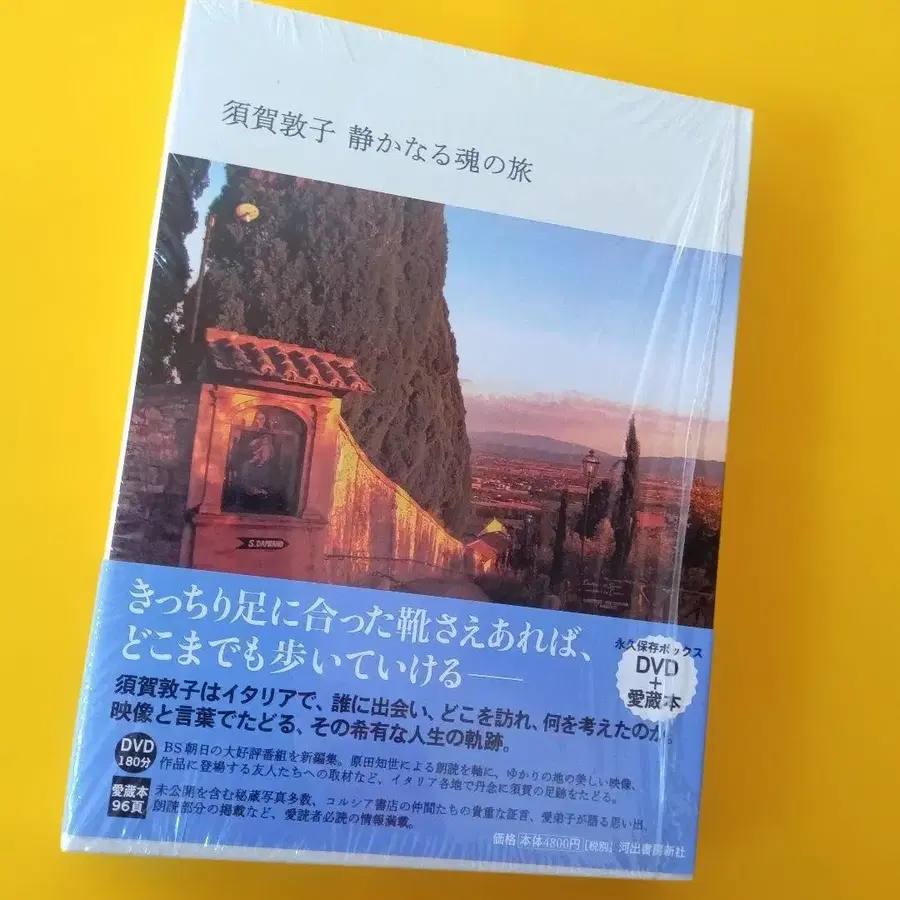 須賀敦子 静かなる魂の旅
S. DAMIANO
きっちり足に合った靴さえあれば、
どこまでも歩いていける──
永久保存ボックス
DVD
+
愛蔵本
須賀敦子はイタリアで、誰に出会い、どこを訪れ、何を考えたのか。
映像と言葉でたどる、その希有な人生の軌跡。
DVD
180分
BS朝日の大好評番組を新編集。原田知世による朗読を軸に、ゆかりの地の美しい映像、
作品に登場する友人たちへの取材など、イタリア各地で丹念に須賀の足跡をたどる。
愛蔵本
96頁
未公開を含む秘蔵写真多数、コルシア書店の仲間たちの貴重な証言、愛弟子が語る思い出、
朗読部分の掲載など、愛読者必読の情報満載。
価格 本体4800円 [税別] 河出書房新社